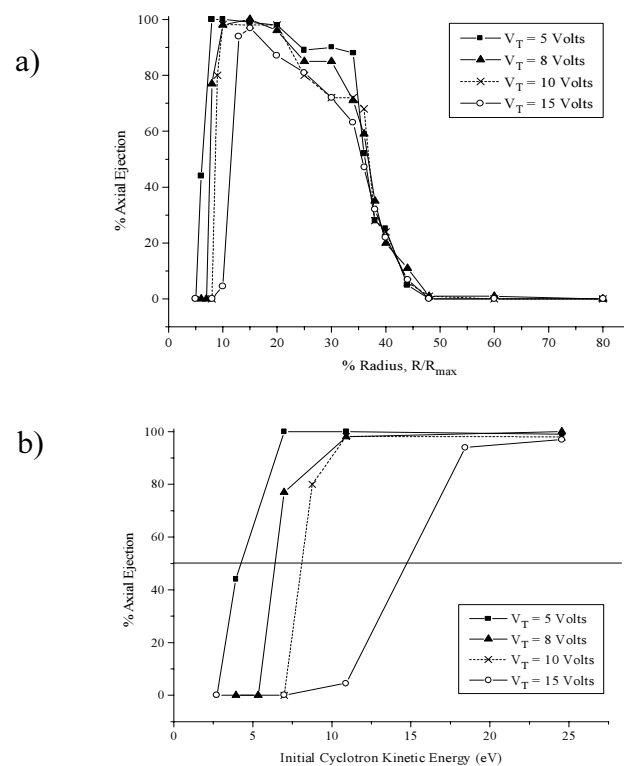 a)
100
80
60
40
20
0
% Axial Ejection
0 10 20 30 40 50 60 70 80
% Radius, R/R_max
V_T = 5 Volts
V_T = 8 Volts
V_T = 10 Volts
V_T = 15 Volts
b)
100
80
60
40
20
0
% Axial Ejection
0 5 10 15 20 25
Initial Cyclotron Kinetic Energy (eV)
V_T = 5 Volts
V_T = 8 Volts
V_T = 10 Volts
V_T = 15 Volts